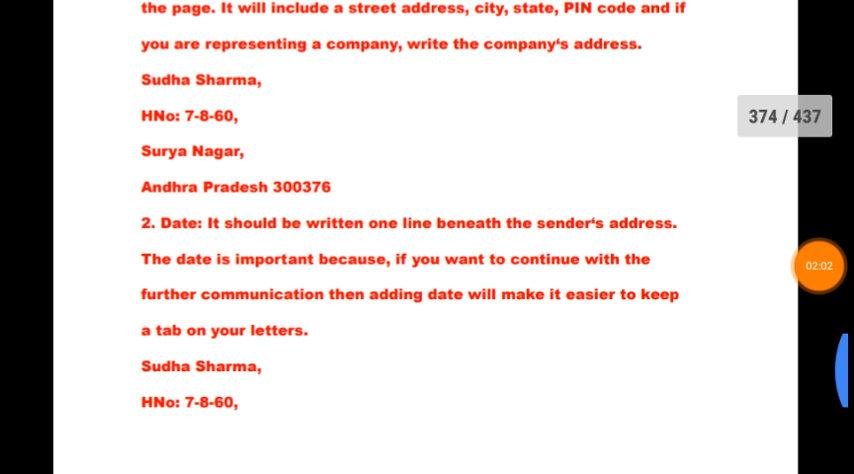 the page. It will include a street address, city, state, PIN code and if
you are representing a company, write the company‘s address.
Sudha Sharma,
HNo: 7-8-60,
374 / 437
Surya Nagar,
Andhra Pradesh 300376
2. Date: It should be written one line beneath the sender‘s address.
The date is important because, if you want to continue with the
02:02
further communication then adding date will make it easier to keep
a tab on your letters.
Sudha Sharma,
HNo: 7-8-60,